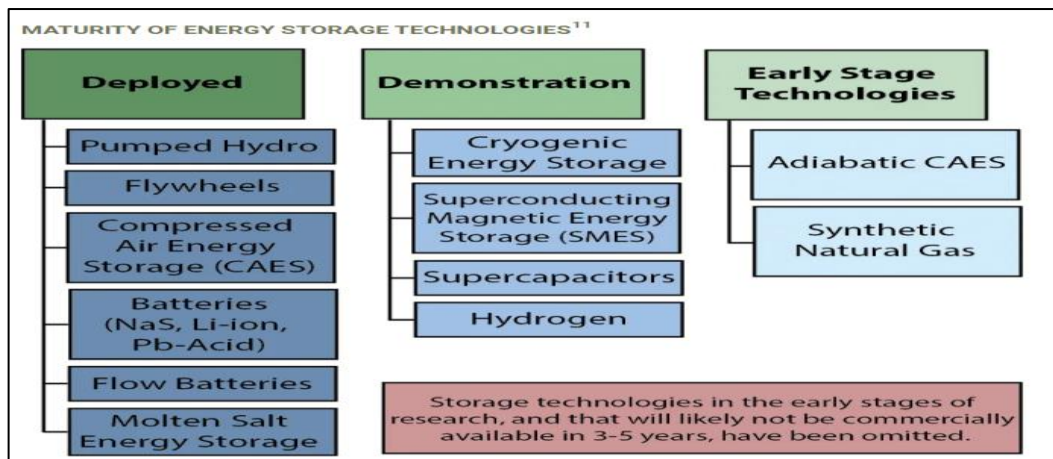 MATURITY OF ENERGY STORAGE TECHNOLOGIES11
Deployed
Pumped Hydro
Flywheels
Compressed
Air Energy
Storage (CAES)
Batteries
(NaS, Li-ion,
Pb-Acid)
Flow Batteries
Molten Salt
Energy Storage
Demonstration
Cryogenic
Energy Storage
Superconducting
Magnetic Energy
Storage (SMES)
Supercapacitors
Hydrogen
Early Stage
Technologies
Adiabatic CAES
Synthetic
Natural Gas
Storage technologies in the early stages of
research, and that will likely not be commercially
available in 3-5 years, have been omitted.